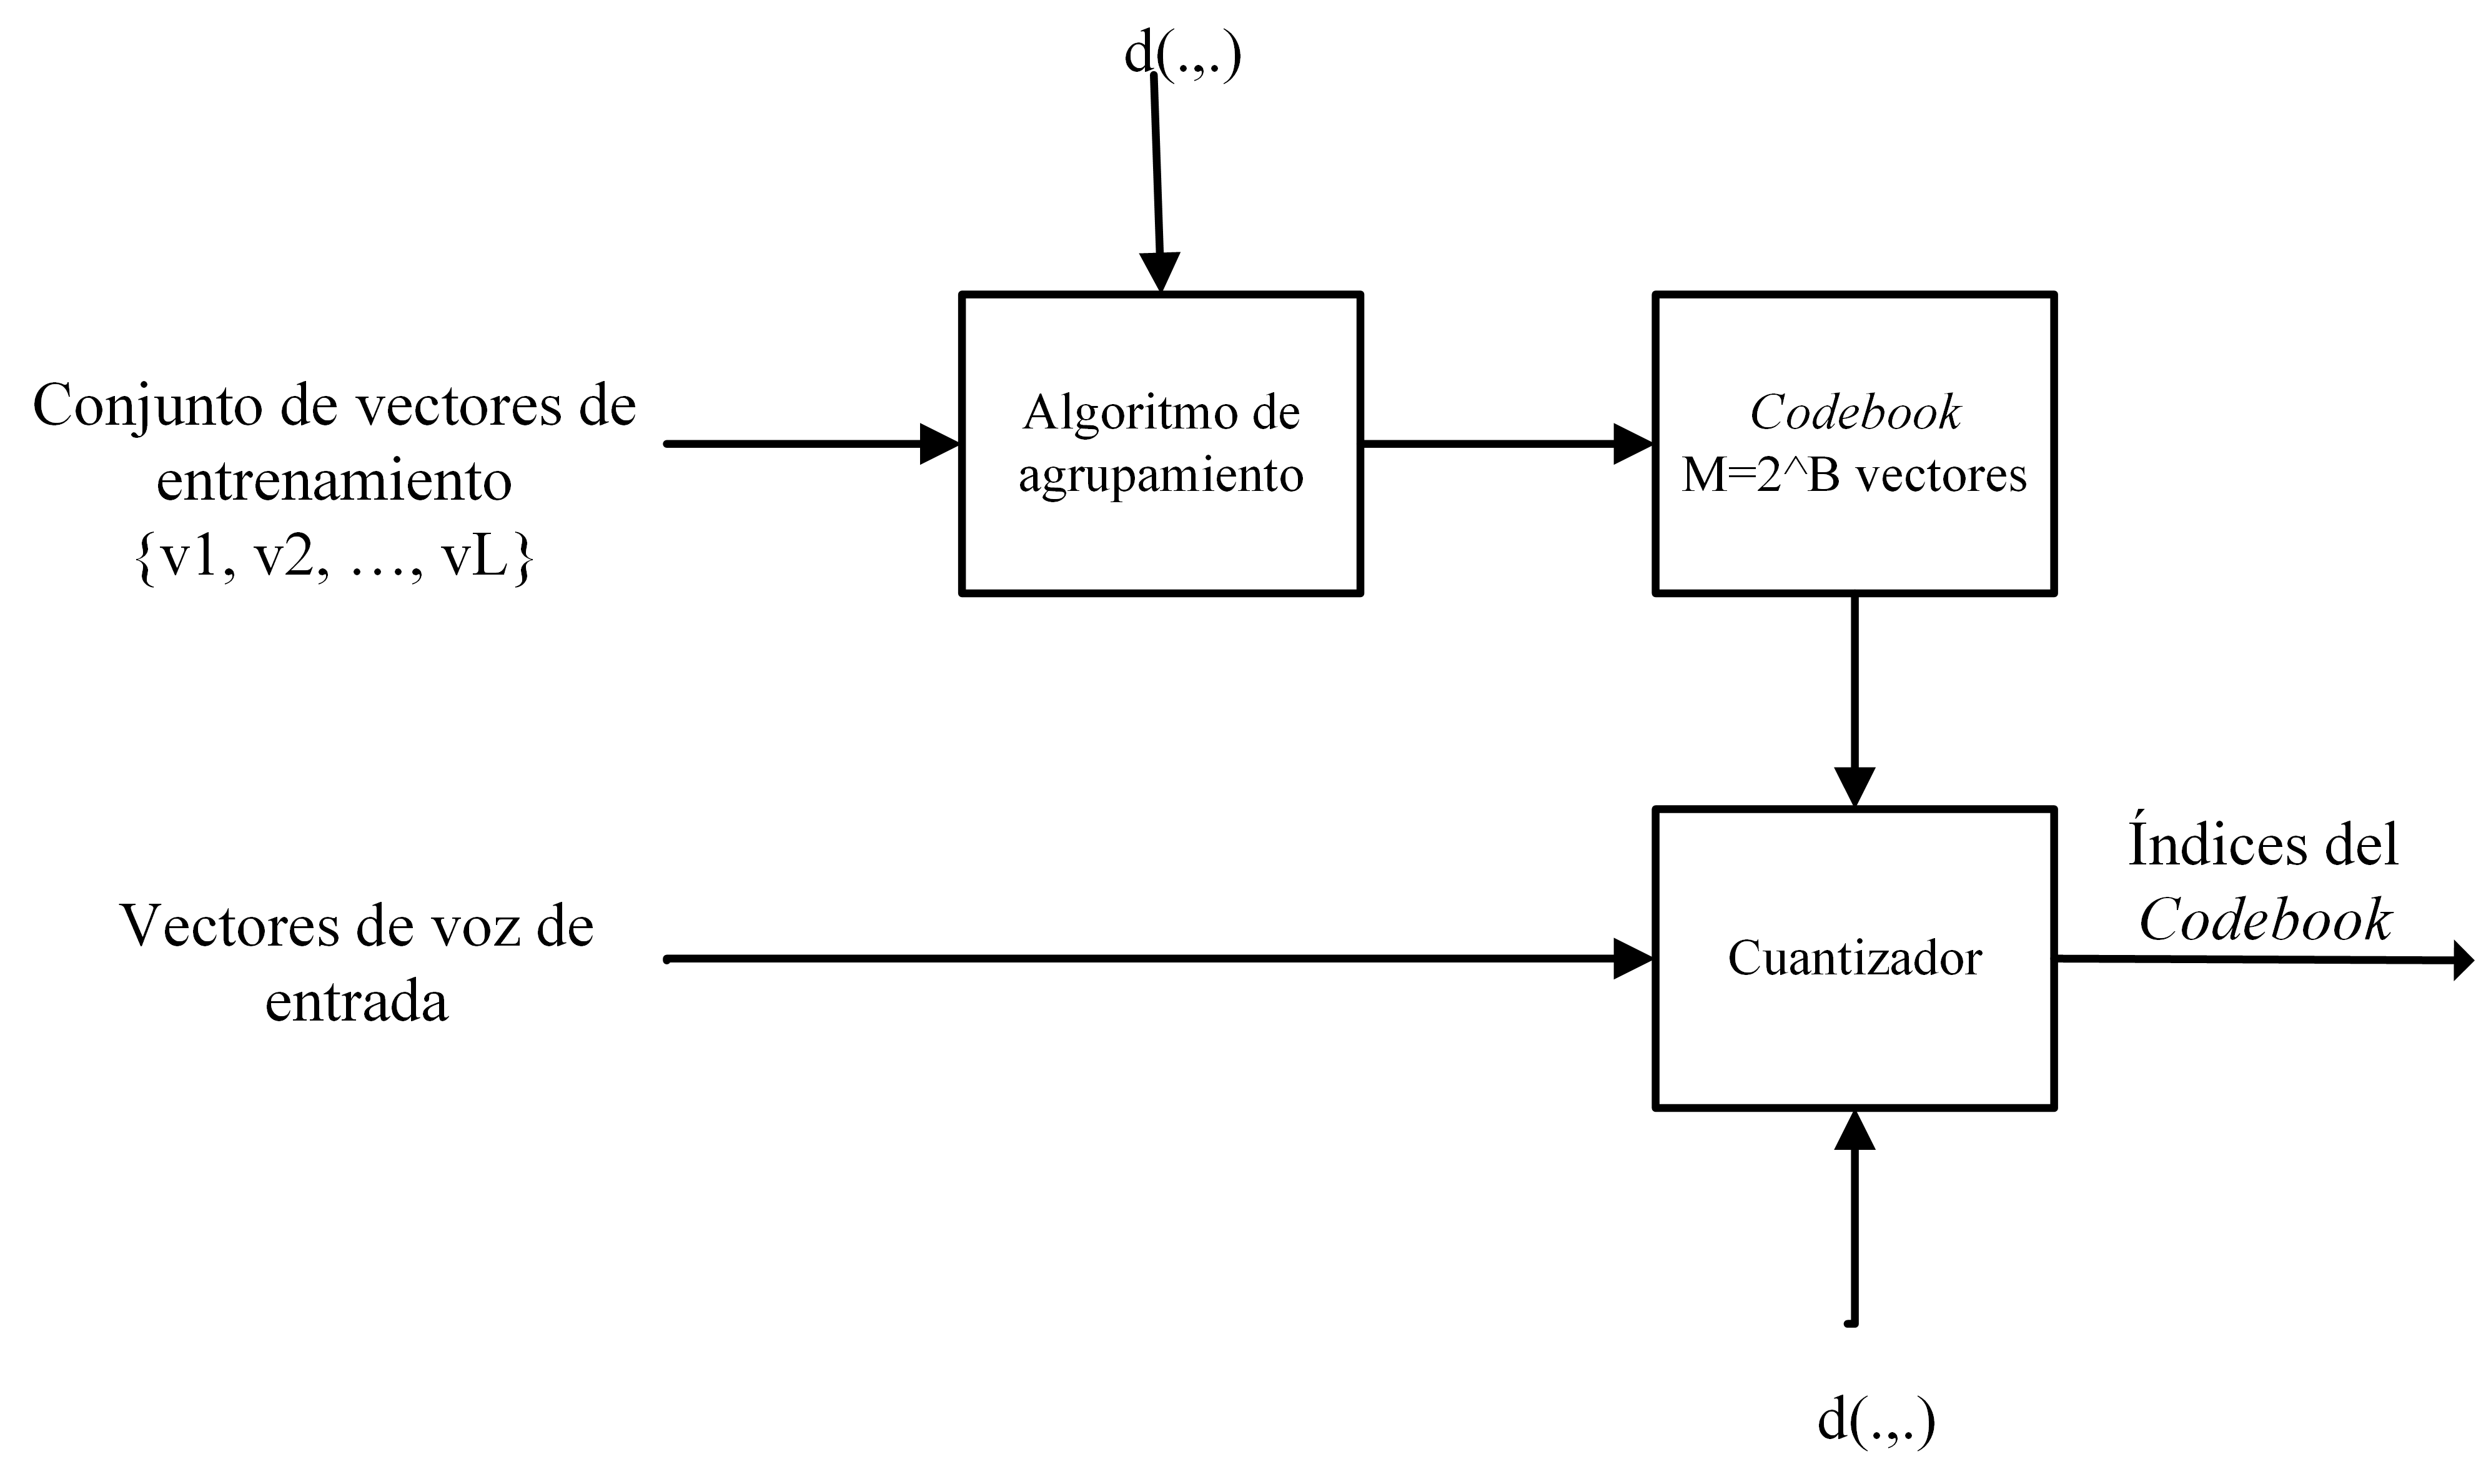 d(.,.)
Conjunto de vectores de
entrenamiento
{v1, v2, …, vL}
Algoritmo de
agrupamiento
Codebook
M=2^B vectores
Vectores de voz de
entrada
Cuantizador
Índices del
Codebook
d(.,.)